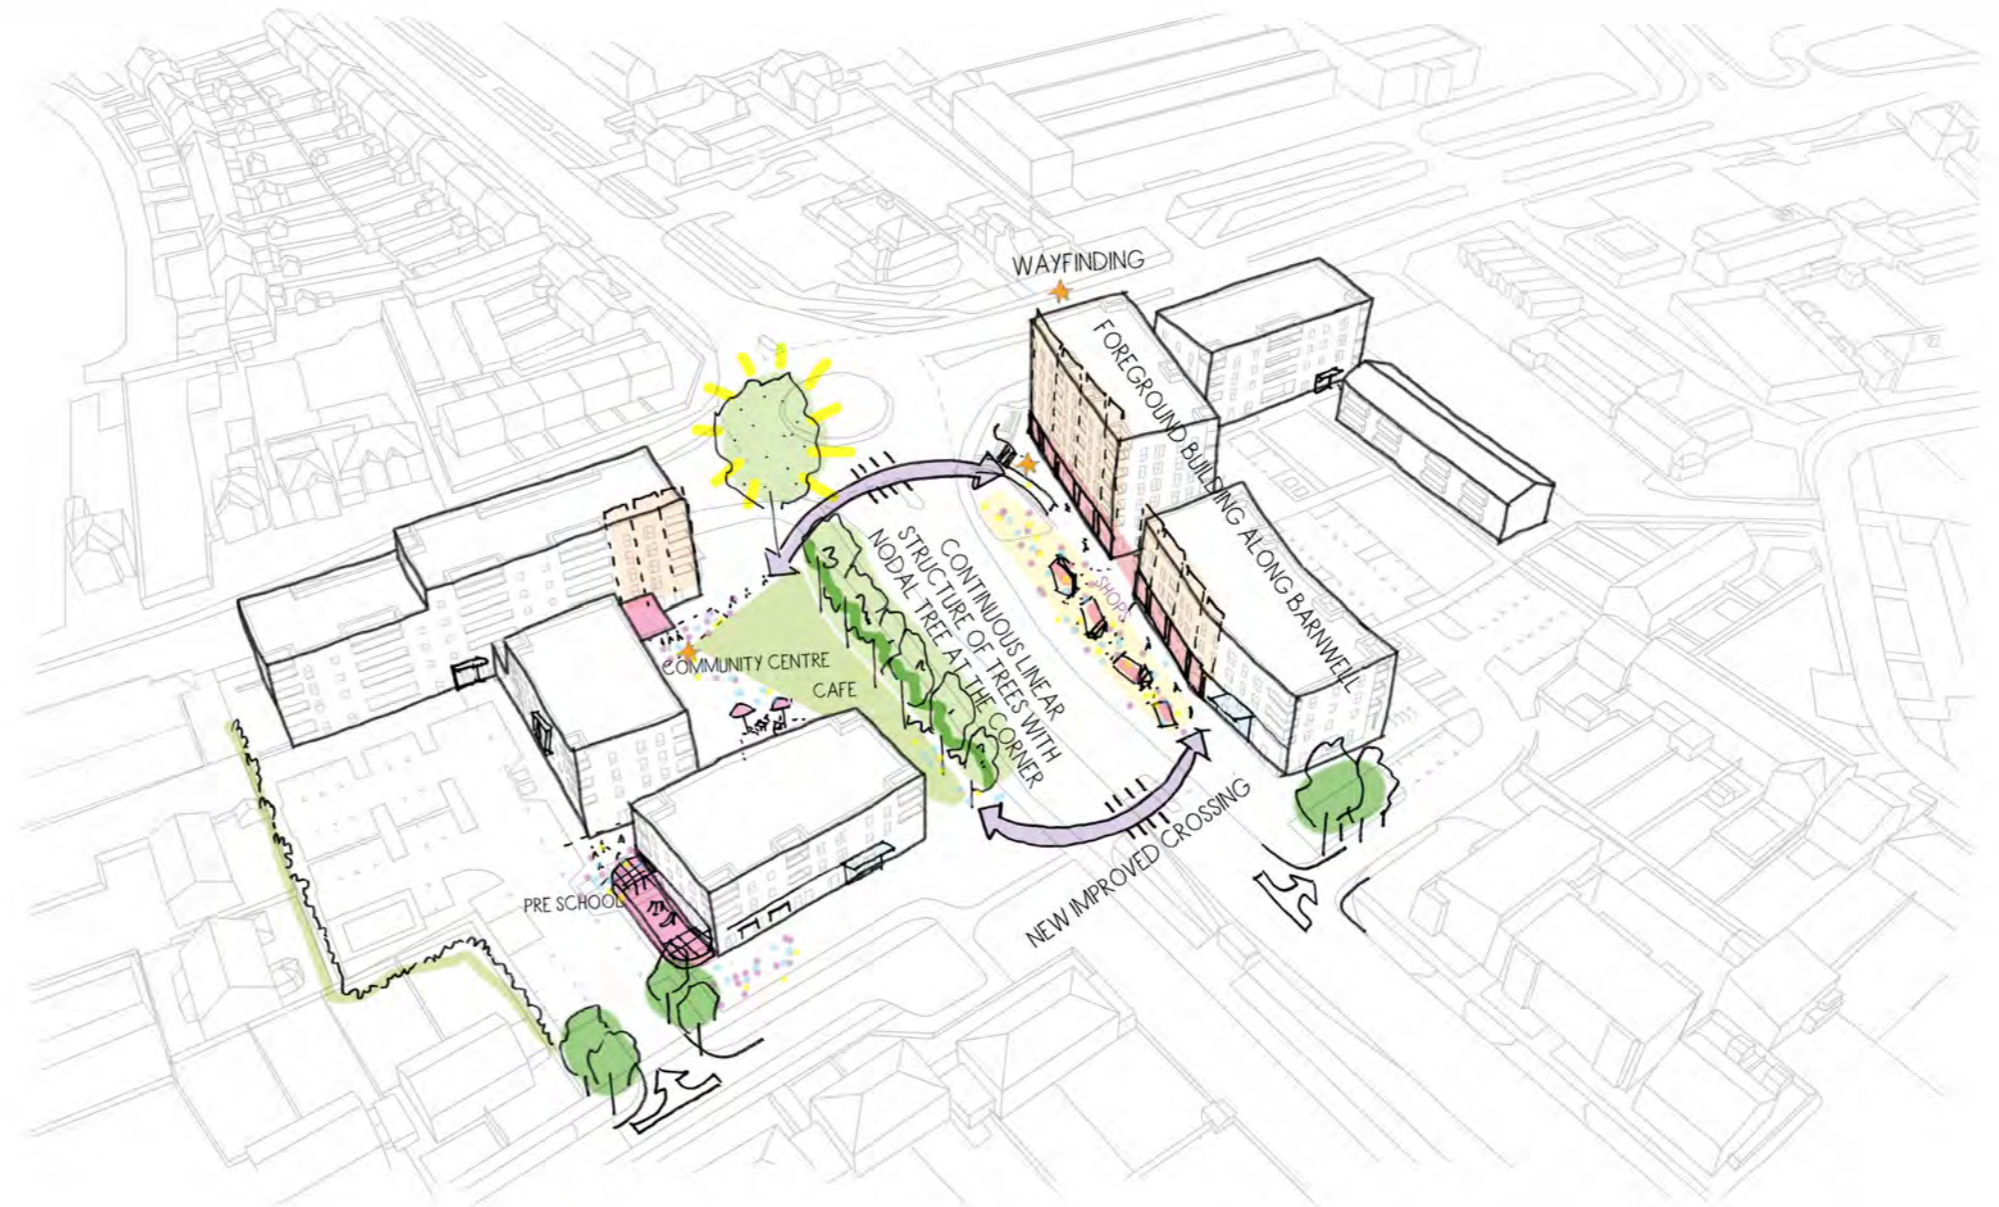 WAYFINDING
FOREGROUND BUILDING ALONG BARNWELL
CONTINUOUS LINEAR
STRUCTURE OF TREES WITH
NODAL TREE AT THE CORNER
SHOPS
COMMUNITY CENTRE
CAFE
NEW IMPROVED CROSSING
PRE SCHOOL